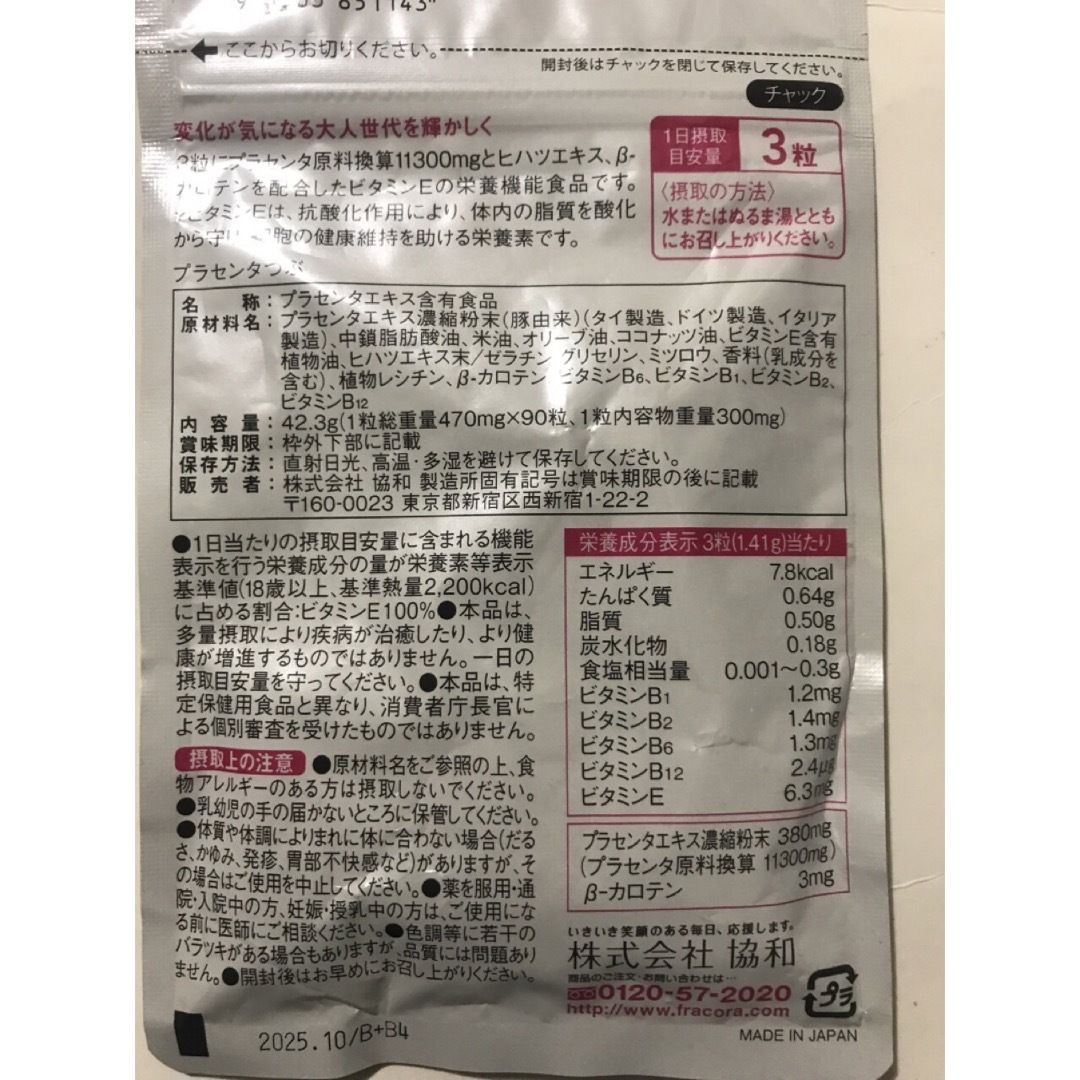 851143"
ここからお切りください。
開封後はチャックを閉じて保存してください。
チャック
変化が気になる大人世代を輝かしく
粒にプラセンタ原料換算11300mgとヒハツエキス、β-
ロテンを配合したビタミンEの栄養機能食品です。
ビタミンEは、抗酸化作用により、体内の脂質を酸化
から守り 胞の健康維持を助ける栄養素です。
1日摂取
目安量
3粒
〈摂取の方法〉
水またはぬるま湯ととも
にお召し上がりください。
プラセンタつぶ
名 称：プラセンタエキス含有食品
原材料名：プラセンタエキス濃縮粉末(豚由来)(タイ製造、ドイツ製造、イタリア
製造)、中鎖脂肪酸油、米油、オリーブ油、ココナッツ油、ビタミンE含有
植物油、ヒハツエキス末/ゼラチン、グリセリン、ミツロウ、香料(乳成分を
含む)、植物レシチン、β-カロテン、ビタミンB6、ビタミンB1、ビタミンB2、
ビタミンB12
内容量：42.3g(1粒総重量470mg×90粒、1粒内容物重量300mg)
賞味期限：枠外下部に記載
保存方法：直射日光、高温・多湿を避けて保存してください。
販売者：株式会社 協和 製造所固有記号は賞味期限の後に記載
〒160-0023 東京都新宿区西新宿1-22-2
●1日当たりの摂取目安量に含まれる機能
表示を行う栄養成分の量が栄養素等表示
基準値(18歳以上、基準熱量2,200kcal)
に占める割合:ビタミンE100%●本品は、
多量摂取により疾病が治癒したり、より健
康が増進するものではありません。一日の
摂取目安量を守ってください。●本品は、特
定保健用食品と異なり、消費者庁長官に
よる個別審査を受けたものではありません。
摂取上の注意 ●原材料名をご参照の上、食
物アレルギーのある方は摂取しないでください。
●乳幼児の手の届かないところに保管してください。
●体質や体調によりまれに体に合わない場合(だる
さ、かゆみ、発疹、胃部不快感など)がありますが、そ
の場合はご使用を中止してください。●薬を服用・通
院・入院中の方、妊娠・授乳中の方は、ご使用にな
る前に医師にご相談ください。●色調等に若干の
バラツキがある場合もありますが、品質には問題あり
ません。●開封後はお早めにお召し上がりください。
栄養成分表示 3粒(1.41g)当たり
エネルギー 7.8kcal
たんぱく質 0.64g
脂質 0.50g
炭水化物 0.18g
食塩相当量 0.001～0.3g
ビタミンB1 1.2mg
ビタミンB2 1.4mg
ビタミンB6 1.3mg
ビタミンB12 2.4μg
ビタミンE 6.3mg
プラセンタエキス濃縮粉末 380mg
(プラセンタ原料換算 11300mg)
β-カロテン 3mg
いきいき笑顔のある毎日、応援します。
株式会社 協和
商品のご注文・お問い合わせは…
0120-57-2020
http://www.fracora.com
プラ
MADE IN JAPAN
2025.10/B+B4